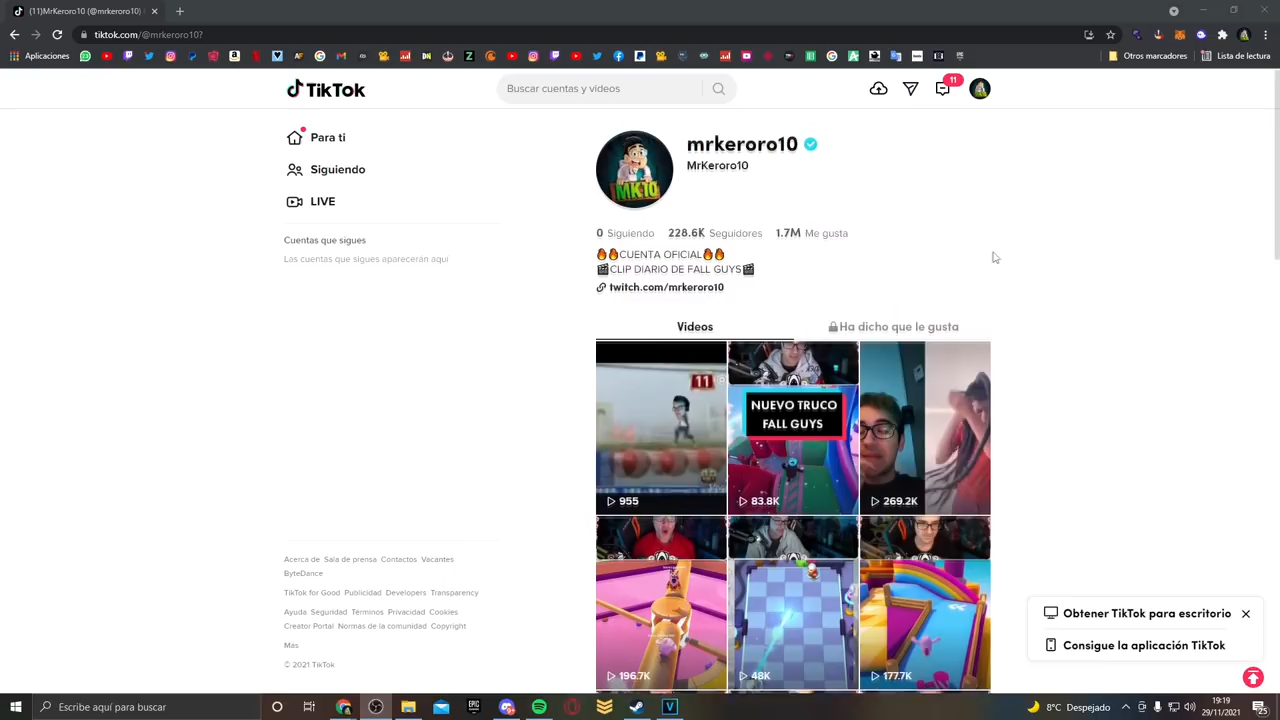 (11)MrKeroro10 (@mrkeroro10)
tiktok.com/@mrkeroro10?
Aplicaciones
Otros marcadores
Lista de lectura
TikTok
Buscar cuentas y videos
11
Para ti
Siguiendo
LIVE
Cuentas que sigues
Las cuentas que sigues aparecerán aquí
mrkeroro10
MrKeroro10
MK10
0 Siguiendo 228.6K Seguidores 1.7M Me gusta
🔥🔥CUENTA OFICIAL🔥🔥
🎬CLIP DIARIO DE FALL GUYS🎬
twitch.com/mrkeroro10
Videos
Ha dicho que le gusta
11
NUEVO TRUCO
FALL GUYS
955
83.8K
269.2K
196.7K
48K
177.7K
Acerca de Sala de prensa Contactos Vacantes
ByteDance
TikTok for Good Publicidad Developers Transparency
Ayuda Seguridad Términos Privacidad Cookies
Creator Portal Normas de la comunidad Copyright
Más
© 2021 TikTok
Obtener TikTok para escritorio
Consigue la aplicación TikTok
Escribe aquí para buscar
EPIC
8°C Despejado
19:19
29/11/2021